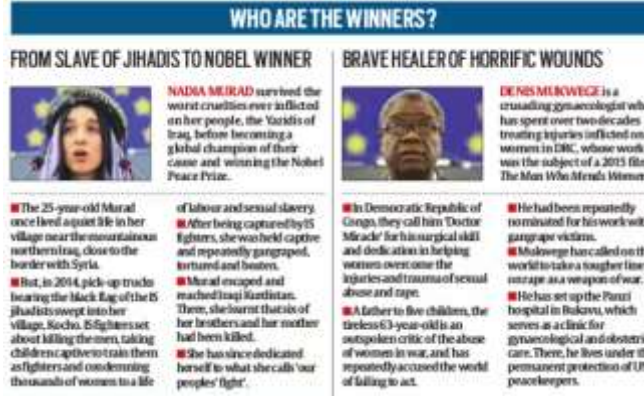 WHO ARE THE WINNERS?
FROM SLAVE OF JIHADIS TO NOBEL WINNER
NADIA MURAD survived the
worst cruelties ever inflicted
on her people, the Yazidis of
Iraq, before becoming a
global champion of their
cause and winning the Nobel
Peace Prize.
The 25-year-old Murad
once lived a quiet life in her
village near the mountainous
northern Iraq, close to the
border with Syria.
But, in 2014, pick-up trucks
bearing the black flag of the IS
jihadists swept into her
village, Kocho. IS fighters set
about killing the men, taking
children captive to train them
as fighters and condemning
thousands of women to a life
of labour and sexual slavery.
After being captured by IS
fighters, she was held captive
and repeatedly gangraped,
tortured and beaten.
Murad escaped and
reached Iraqi Kurdistan.
There, she learnt that six of
her brothers and her mother
had been killed.
She has since dedicated
herself to what she calls 'our
peoples' fight'.
BRAVE HEALER OF HORRIFIC WOUNDS
DENIS MUKWEGE is a
crusading gynaecologist
has spent over two decades
treating injuries inflicted
women in DRC, whose work
was the subject of a 2015
The Man Who Mends Women
In Democratic Republic of
Congo, they call him 'Doctor
Miracle' for his surgical skill
and dedication in helping
women overcome the
injuries and trauma of sexual
abuse and rape.
A father to five children, the
tireless 63-year-old is an
outspoken critic of the abuse
of women in war, and has
repeatedly accused the world
of failing to act.
He had been repeatedly
nominated for his work
gangrape victims.
Mukwege has called on
world to take a tougher line
on rape as a weapon of war.
He has set up the Panzi
hospital in Bukavu, which
serves as a clinic for
gynaecological and
care. There, he lives under
permanent protection of
peacekeepers.